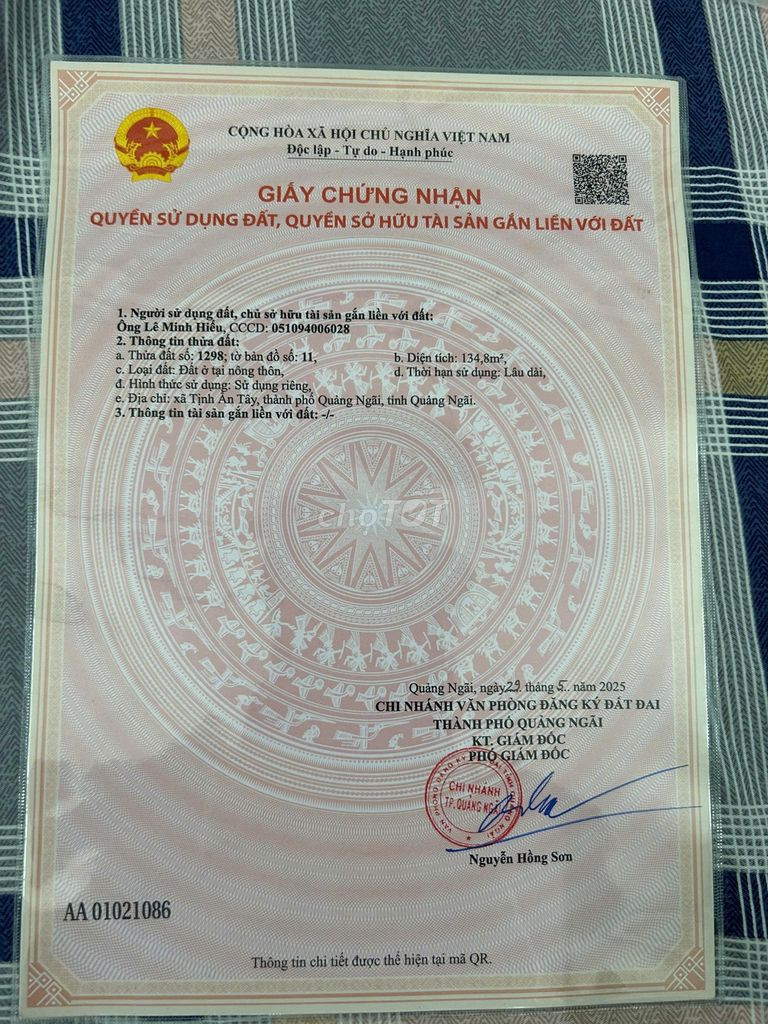 CỘNG HÒA XÃ HỘI CHỦ NGHĨA VIỆT NAM
Độc lập - Tự do - Hạnh phúc
GIẤY CHỨNG NHẬN
QUYỀN SỬ DỤNG ĐẤT, QUYỀN SỞ HỮU TÀI SẢN GẮN LIỀN VỚI ĐẤT
1. Người sử dụng đất, chủ sở hữu tài sản gắn liền với đất:
Ông Lê Minh Hiếu, CCCD: 051094006028
2. Thông tin thửa đất:
a. Thửa đất số: 1298; tờ bản đồ số: 11, b. Diện tích: 134,8m²,
c. Loại đất: Đất ở tại nông thôn, d. Thời hạn sử dụng: Lâu dài,
đ. Hình thức sử dụng: Sử dụng riêng,
e. Địa chỉ: xã Tịnh Ấn Tây, thành phố Quảng Ngãi, tỉnh Quảng Ngãi.
3. Thông tin tài sản gắn liền với đất: -/-
chợTỐT
Quảng Ngãi, ngày 29 tháng 5 năm 2025
CHI NHÁNH VĂN PHÒNG ĐĂNG KÝ ĐẤT ĐAI
THÀNH PHỐ QUẢNG NGÃI
KT. GIÁM ĐỐC
PHÓ GIÁM ĐỐC
CHI NHÁNH
TP.QUẢNG NGÃI
Nguyễn Hồng Sơn
AA 01021086
Thông tin chi tiết được thể hiện tại mã QR.